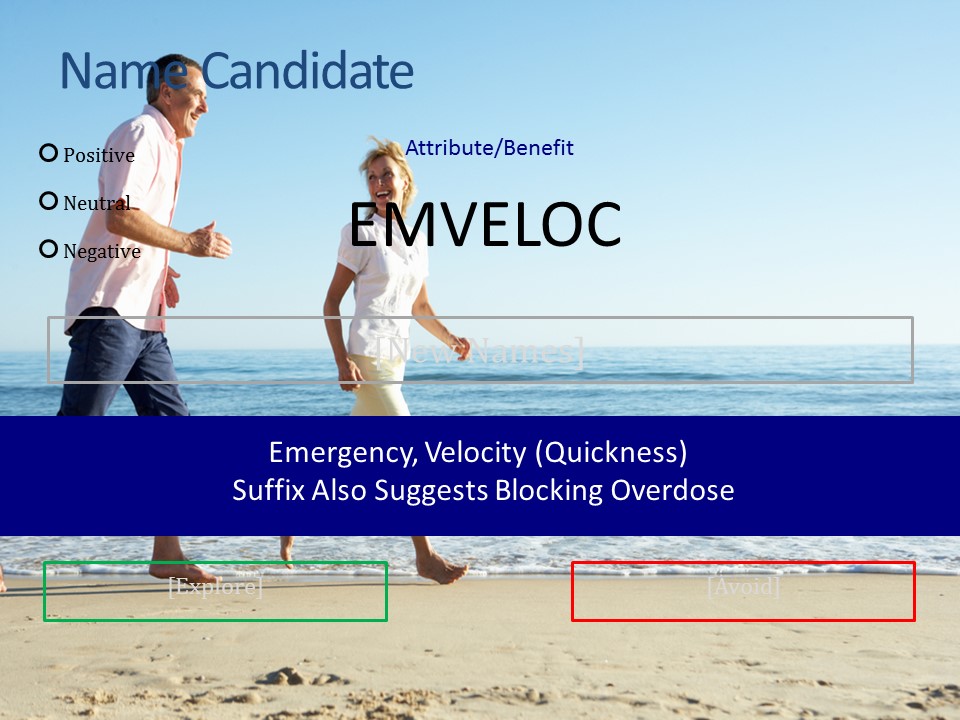 Name Candidate
Positive
Neutral
Negative
Attribute/Benefit
EMVELOC
[New Names]
Emergency, Velocity (Quickness)
Suffix Also Suggests Blocking Overdose
[Explore]
[Avoid]